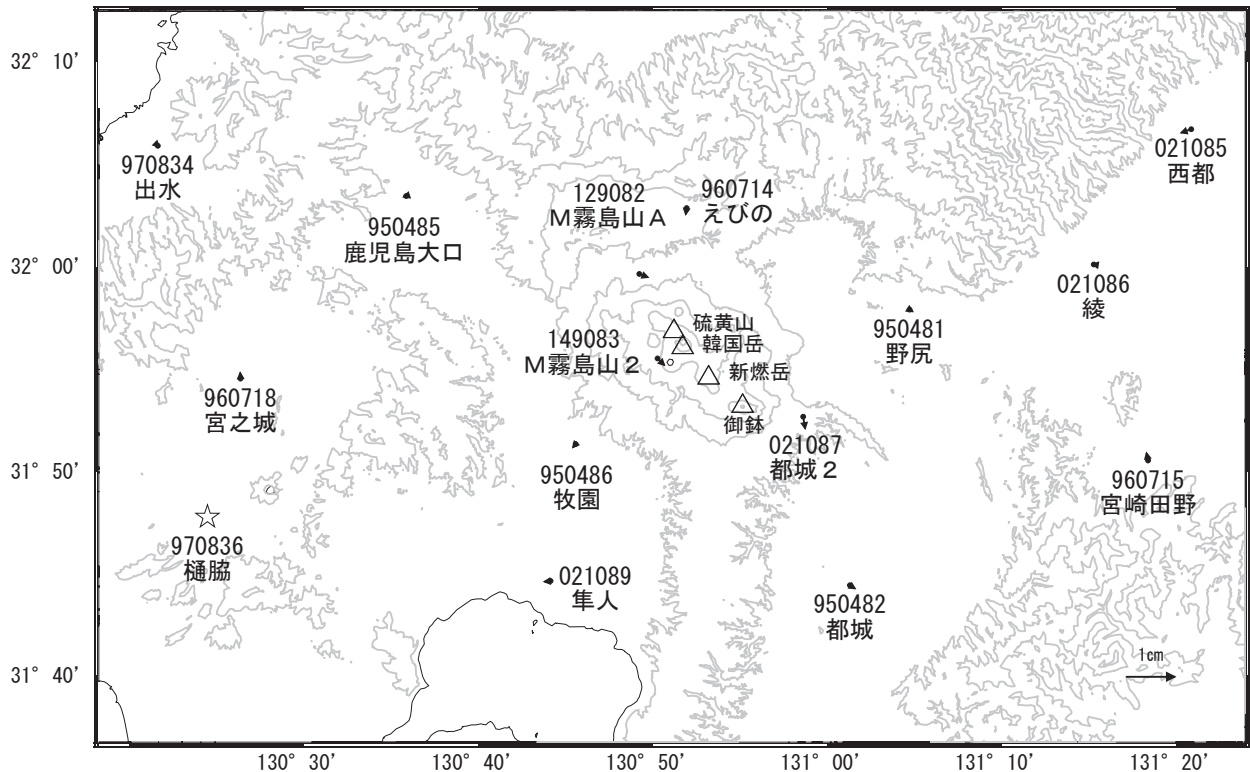 32° 10′
021085
西都
970834
出水
129082
Ｍ霧島山Ａ
960714
えびの
950485
鹿児島大口
32° 00′
021086
綾
硫黄山
韓国岳
149083
Ｍ霧島山２
950481
野尻
新燃岳
960718
宮之城
御鉢
021087
都城２
31° 50′
950486
牧園
960715
宮崎田野
970836
樋脇
021089
隼人
950482
都城
1cm
31° 40′
130° 30′
130° 40′
130° 50′
131° 00′
131° 10′
131° 20′